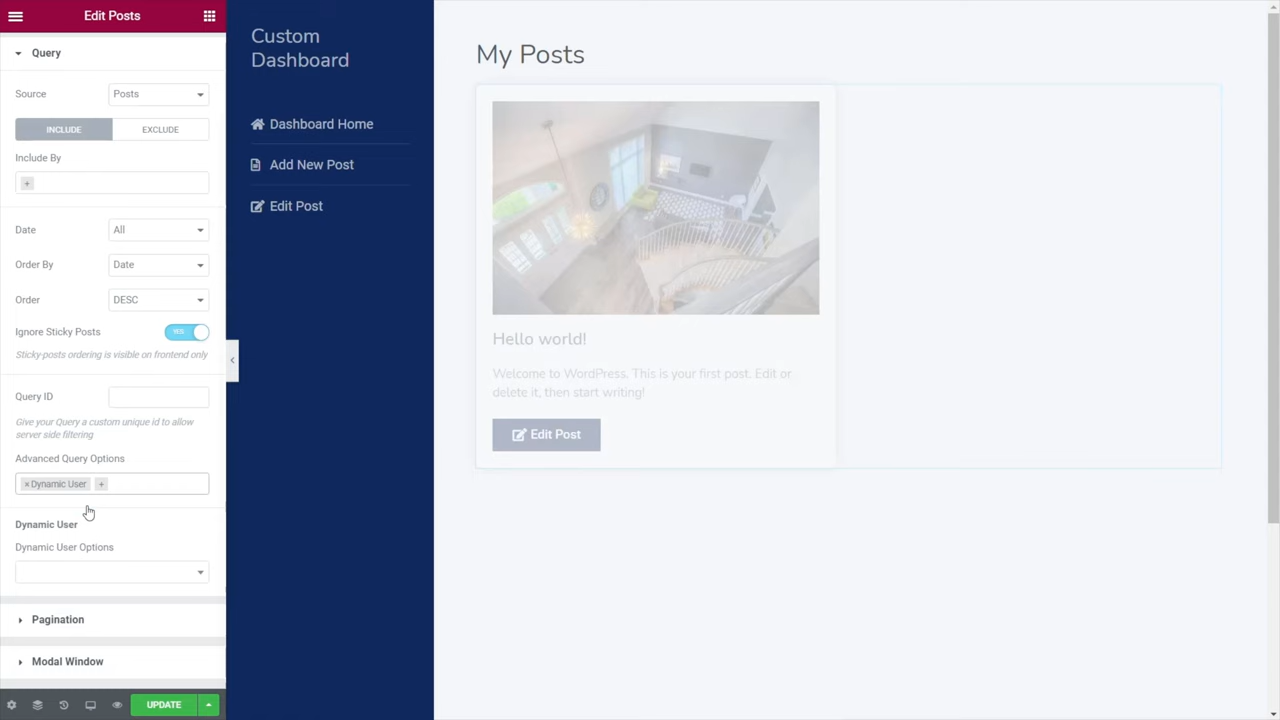 Edit Posts
Query
Source
Posts
INCLUDE
EXCLUDE
Include By
+
Date
All
Order By
Date
Order
DESC
Ignore Sticky Posts
YES
Sticky-posts ordering is visible on frontend only
Query ID
Give your Query a custom unique id to allow
server side filtering
Advanced Query Options
×Dynamic User +
Dynamic User
Dynamic User Options
Pagination
Modal Window
UPDATE
Custom
Dashboard
Dashboard Home
Add New Post
Edit Post
My Posts
Hello world!
Welcome to WordPress. This is your first post. Edit or
delete it, then start writing!
Edit Post